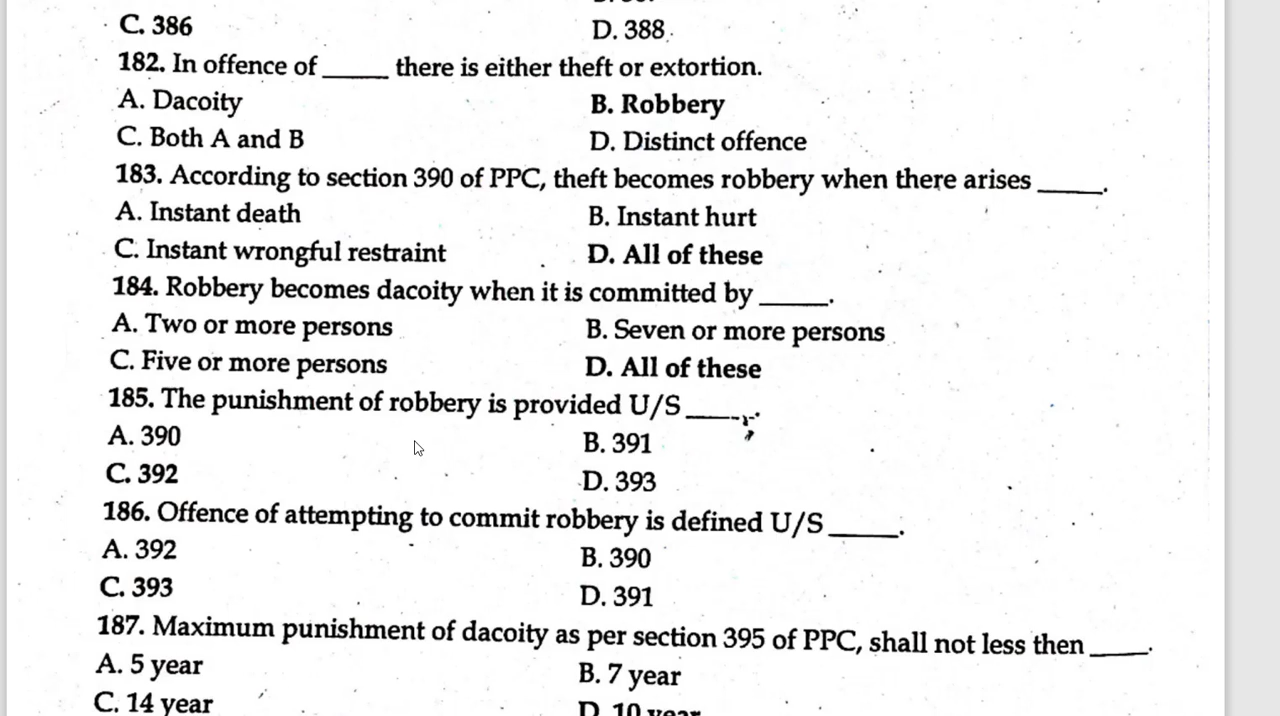 C. 386 D. 388
182. In offence of _____ there is either theft or extortion.
A. Dacoity B. Robbery
C. Both A and B D. Distinct offence
183. According to section 390 of PPC, theft becomes robbery when there arises _____.
A. Instant death B. Instant hurt
C. Instant wrongful restraint D. All of these
184. Robbery becomes dacoity when it is committed by _____.
A. Two or more persons B. Seven or more persons
C. Five or more persons D. All of these
185. The punishment of robbery is provided U/S _____.
A. 390 B. 391
C. 392 D. 393
186. Offence of attempting to commit robbery is defined U/S _____.
A. 392 B. 390
C. 393 D. 391
187. Maximum punishment of dacoity as per section 395 of PPC, shall not less then _____.
A. 5 year B. 7 year
C. 14 year D. 10 year